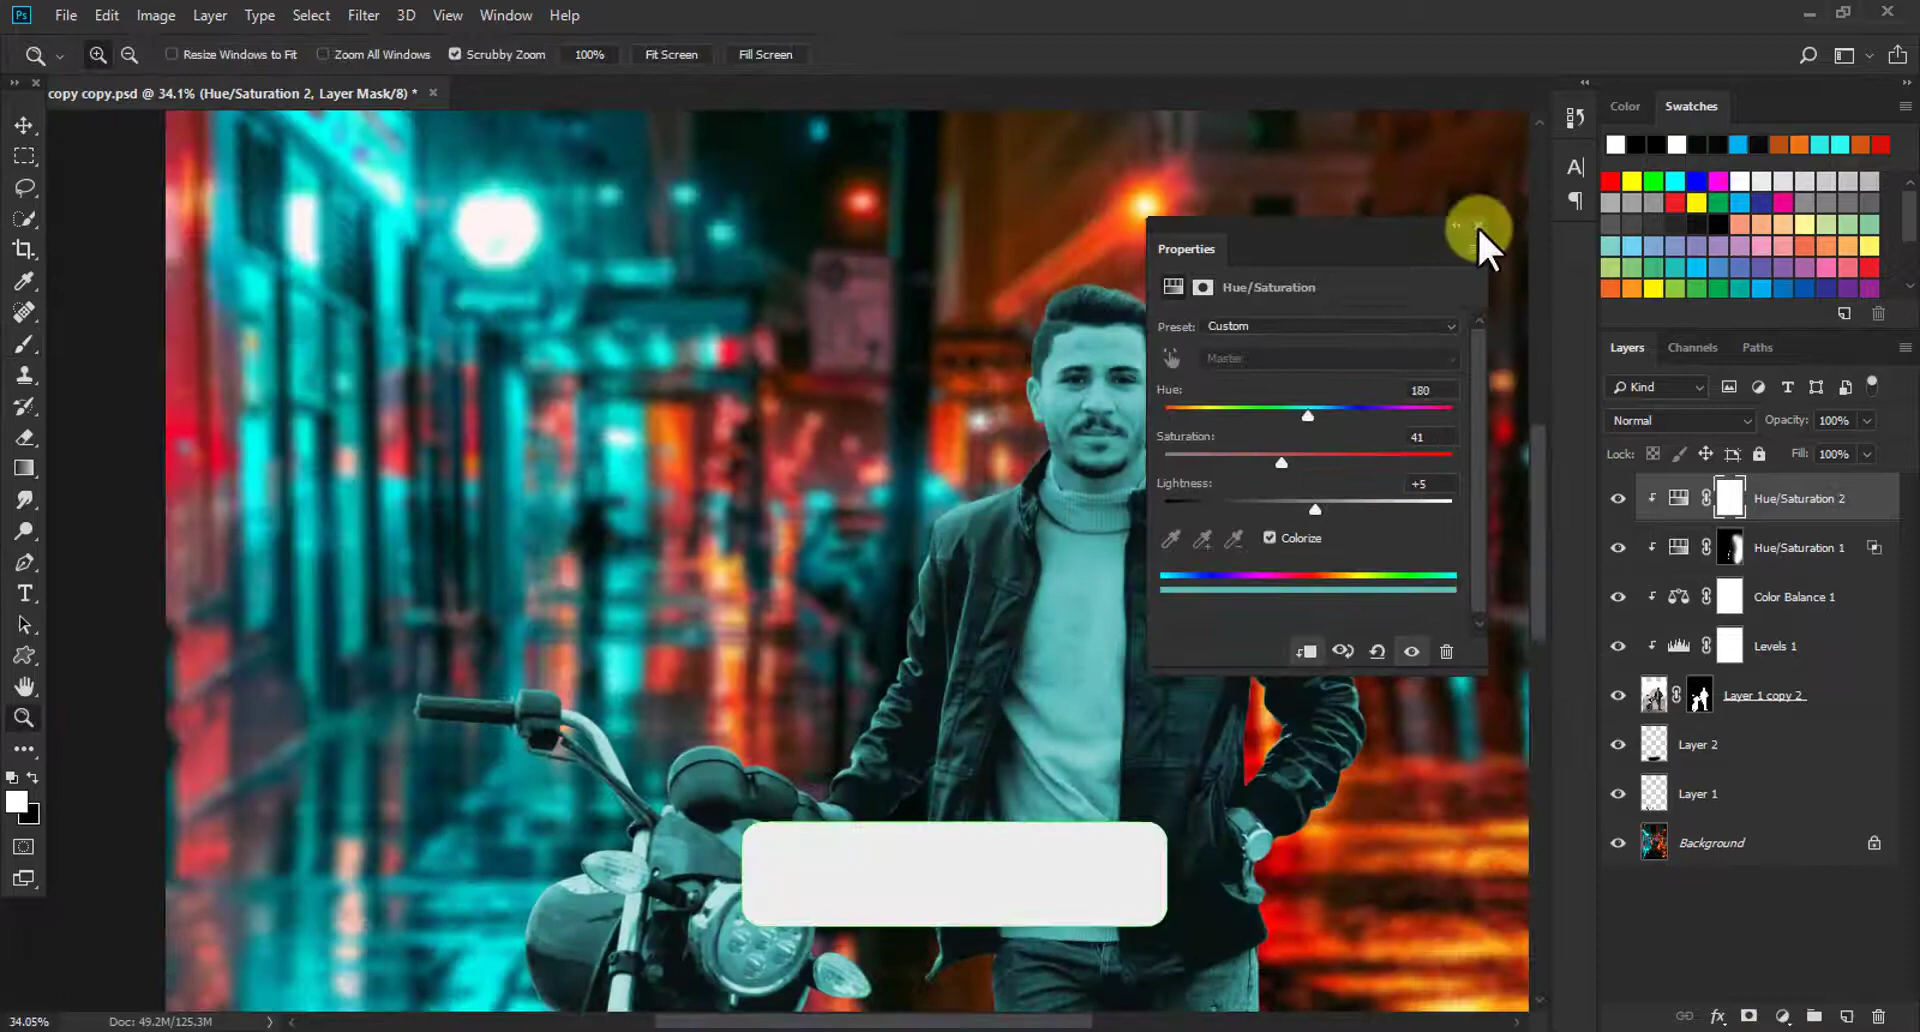 Ps File Edit Image Layer Type Select Filter 3D View Window Help
Resize Windows to Fit Zoom All Windows Scrubby Zoom 100% Fit Screen Fill Screen
copy copy.psd @ 34.1% (Hue/Saturation 2, Layer Mask/8) *
Color Swatches
Properties
Hue/Saturation
Preset: Custom
Master
Hue: 180
Saturation: 41
Lightness: +5
Colorize
Layers Channels Paths
Kind
Normal Opacity: 100%
Lock: Fill: 100%
Hue/Saturation 2
Hue/Saturation 1
Color Balance 1
Levels 1
Layer 1 copy 2
Layer 2
Layer 1
Background
fx
34.05% Doc: 49.2M/125.3M